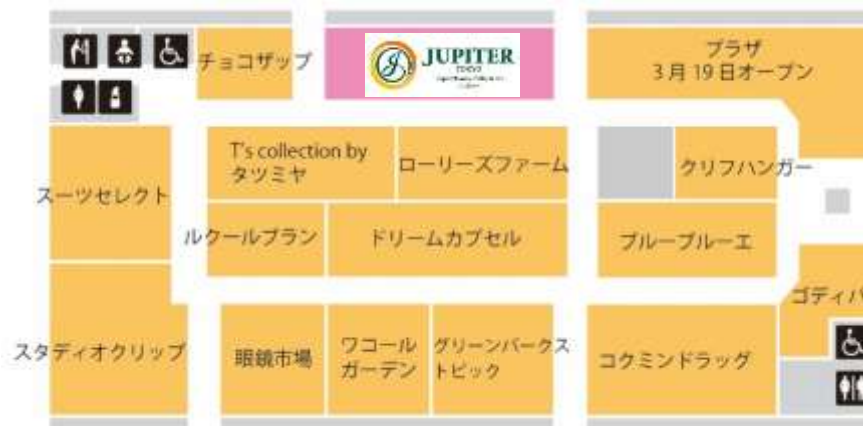 チョコザップ
JUPITER
TOKYO
プラザ
3月19日オープン
T's collection by
タツミヤ
ローリーズファーム
クリフハンガー
スーツセレクト
ルクールブラン
ドリームカプセル
ブルーブルーエ
ゴディバ
スタディオクリップ
眼鏡市場
ワコール
ガーデン
グリーンパークス
トピック
コクミンドラッグ